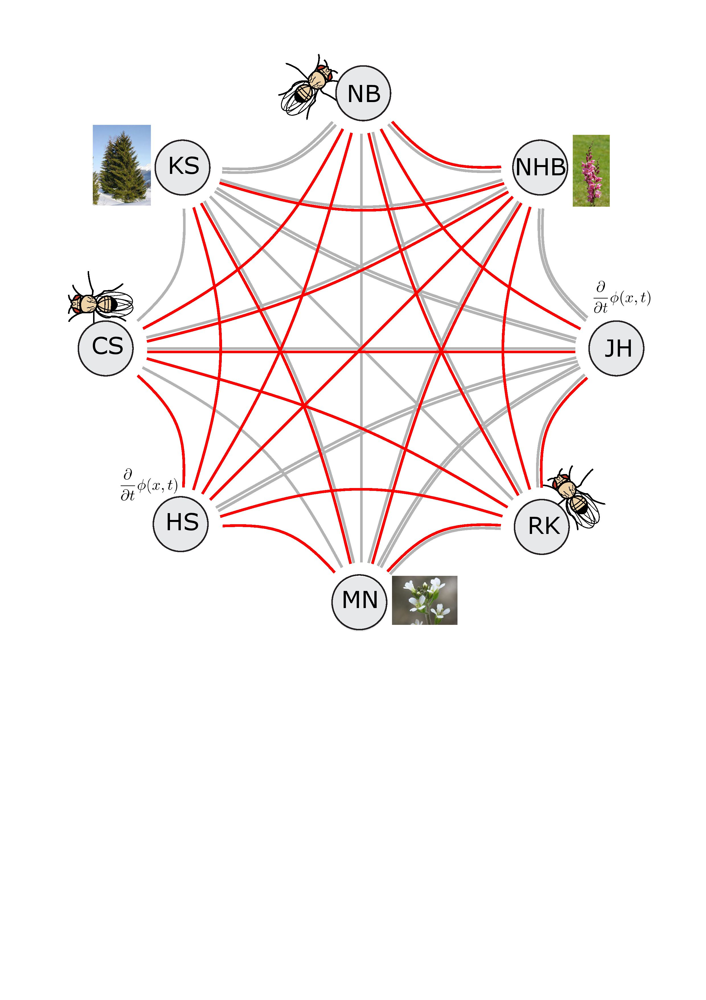 NB
KS
NHB
∂/∂t φ(x, t)
CS
JH
∂/∂t φ(x, t)
HS
RK
MN